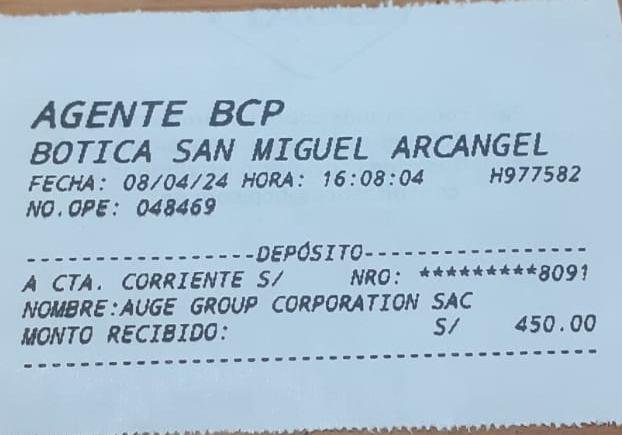 AGENTE BCP
BOTICA SAN MIGUEL ARCANGEL
FECHA: 08/04/24 HORA: 16:08:04 H977582
NO.OPE: 048469
-----------------DEPÓSITO-----------------
A CTA. CORRIENTE S/ NRO: *********8091
NOMBRE:AUGE GROUP CORPORATION SAC
MONTO RECIBIDO: S/ 450.00
------------------------------------------